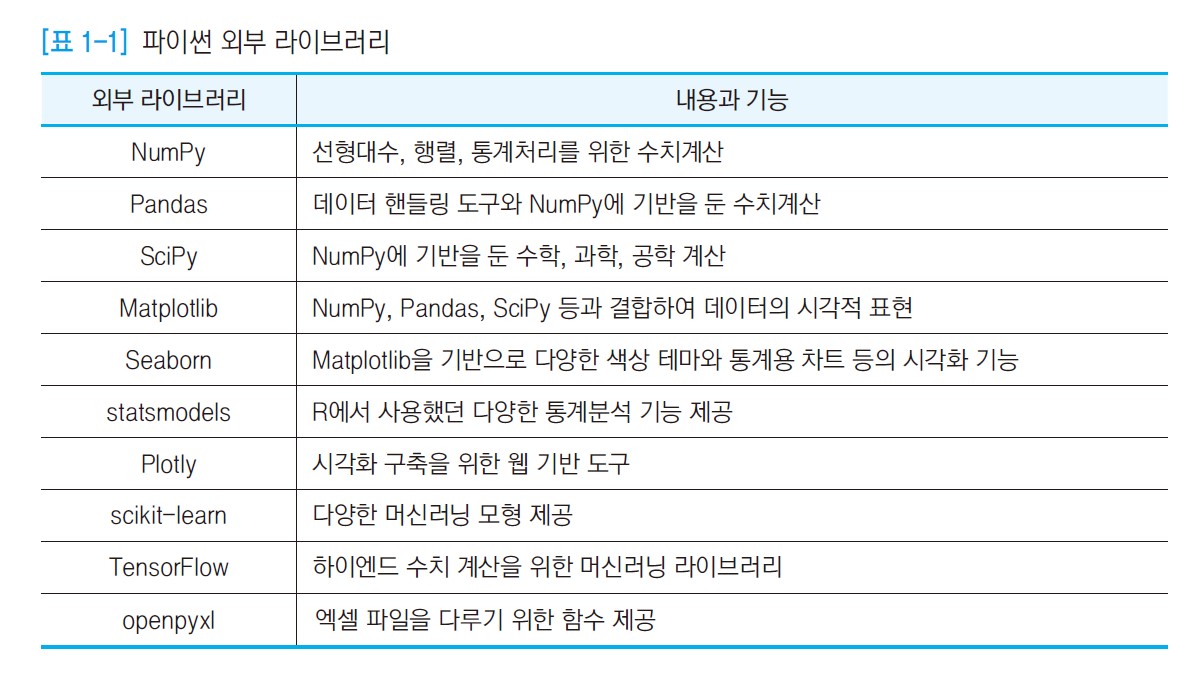 [표 1-1] 파이썬 외부 라이브러리
외부 라이브러리 내용과 기능
NumPy 선형대수, 행렬, 통계처리를 위한 수치계산
Pandas 데이터 핸들링 도구와 NumPy에 기반을 둔 수치계산
SciPy NumPy에 기반을 둔 수학, 과학, 공학 계산
Matplotlib NumPy, Pandas, SciPy 등과 결합하여 데이터의 시각적 표현
Seaborn Matplotlib을 기반으로 다양한 색상 테마와 통계용 차트 등의 시각화 기능
statsmodels R에서 사용했던 다양한 통계분석 기능 제공
Plotly 시각화 구축을 위한 웹 기반 도구
scikit-learn 다양한 머신러닝 모형 제공
TensorFlow 하이엔드 수치 계산을 위한 머신러닝 라이브러리
openpyxl 엑셀 파일을 다루기 위한 함수 제공